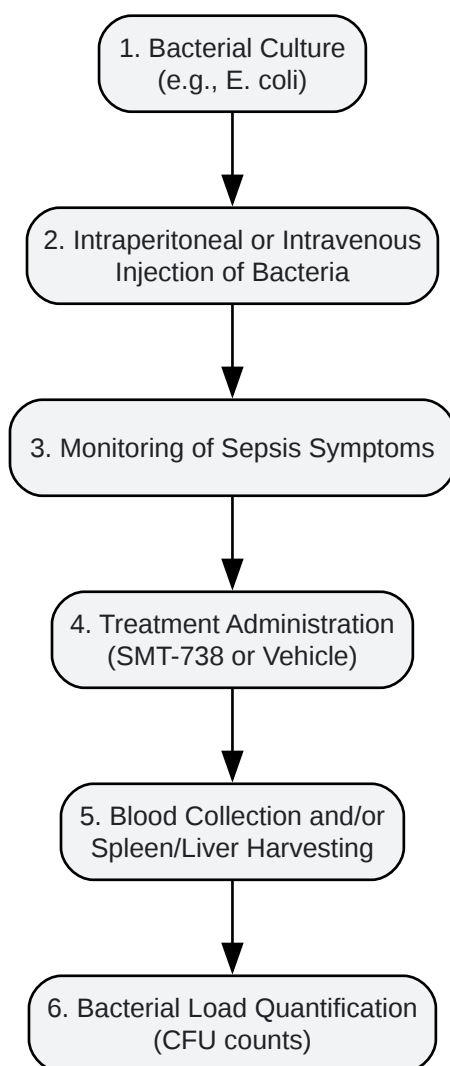 1. Bacterial Culture
(e.g., E. coli)
2. Intraperitoneal or Intravenous
Injection of Bacteria
3. Monitoring of Sepsis Symptoms
4. Treatment Administration
(SMT-738 or Vehicle)
5. Blood Collection and/or
Spleen/Liver Harvesting
6. Bacterial Load Quantification
(CFU counts)